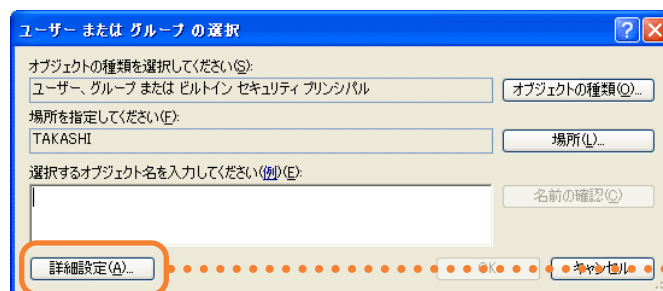 ユーザー または グループ の選択
オブジェクトの種類を選択してください(S):
ユーザー、グループ または ビルトイン セキュリティ プリンシパル
オブジェクトの種類(O)...
場所を指定してください(F):
TAKASHI
場所(L)...
選択するオブジェクト名を入力してください(例)(E):
名前の確認(C)
詳細設定(A)...
OK
キャンセル